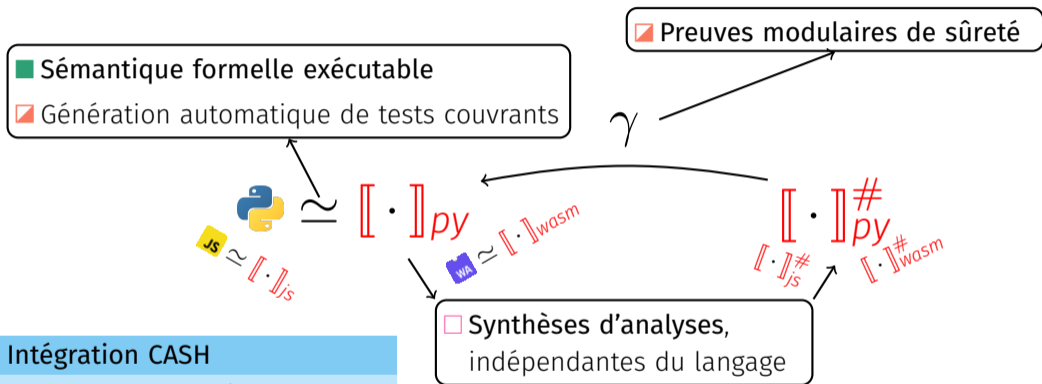 Preuves modulaires de sûreté
Sémantique formelle exécutable
Génération automatique de tests couvrants
γ
≃ ⟦ · ⟧py
⟦ · ⟧#py
JS ≃ ⟦ · ⟧js
WA ≃ ⟦ · ⟧wasm
⟦ · ⟧#js
⟦ · ⟧#wasm
Synthèses d'analyses,
indépendantes du langage
Intégration CASH